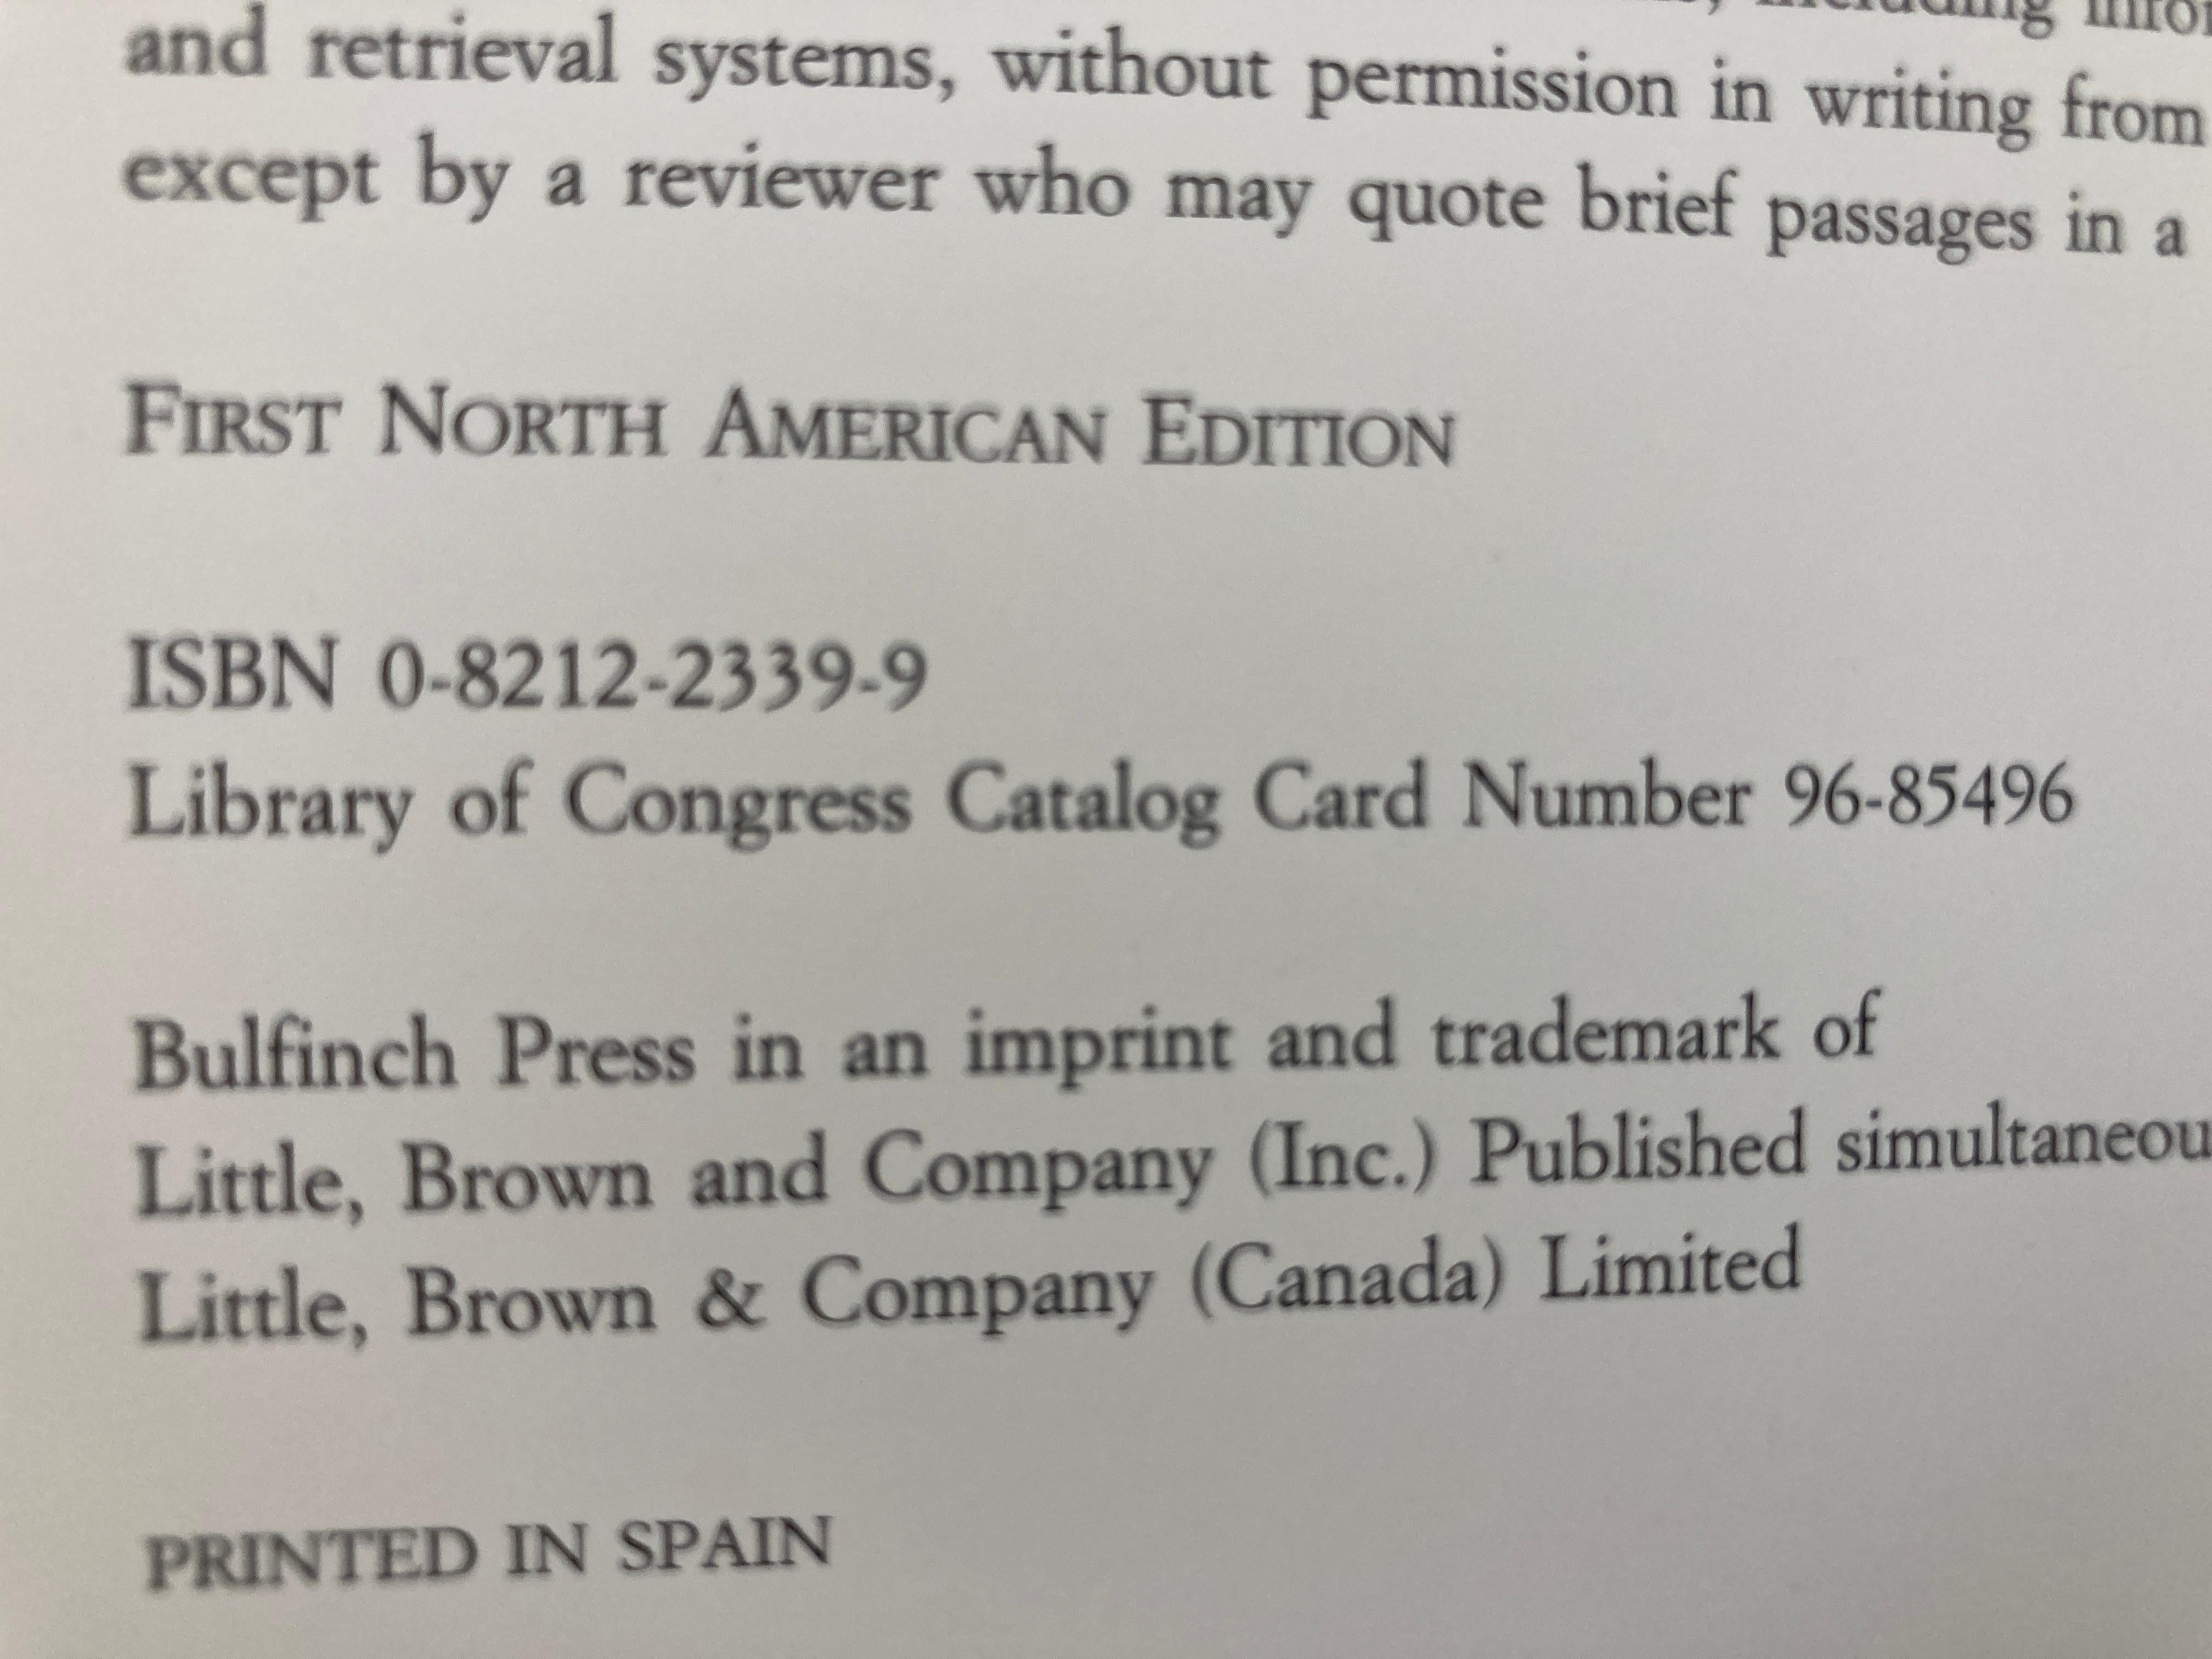 including
and retrieval systems, without permission in writing from
except by a reviewer who may quote brief passages in a
FIRST NORTH AMERICAN EDITION
ISBN 0-8212-2339-9
Library of Congress Catalog Card Number 96-85496
Bulfinch Press in an imprint and trademark of
Little, Brown and Company (Inc.) Published simultaneou
Little, Brown & Company (Canada) Limited
PRINTED IN SPAIN